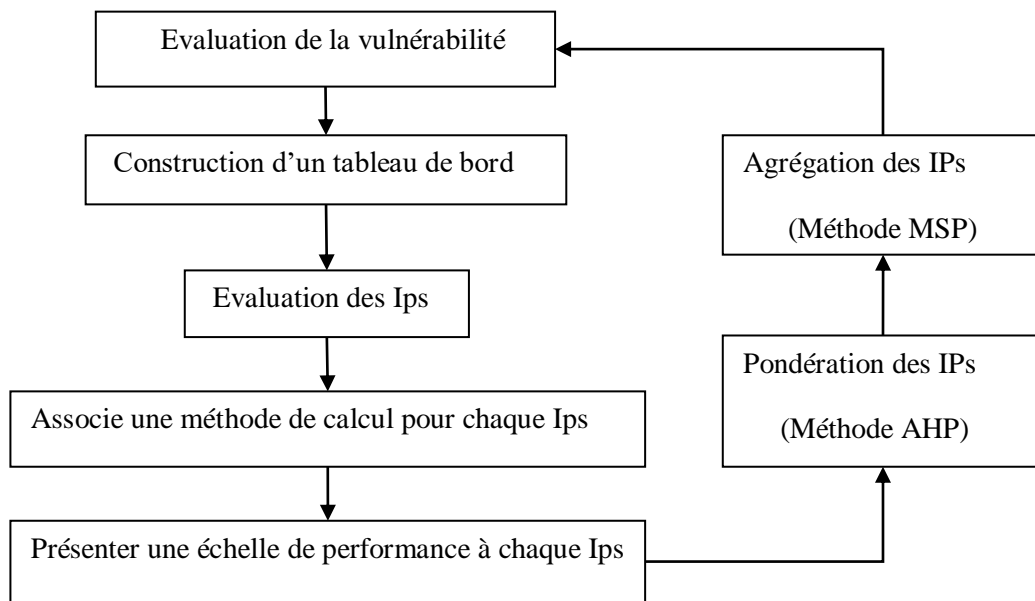 Evaluation de la vulnérabilité
Construction d’un tableau de bord
Evaluation des Ips
Associe une méthode de calcul pour chaque Ips
Présenter une échelle de performance à chaque Ips
Pondération des IPs
(Méthode AHP)
Agrégation des IPs
(Méthode MSP)